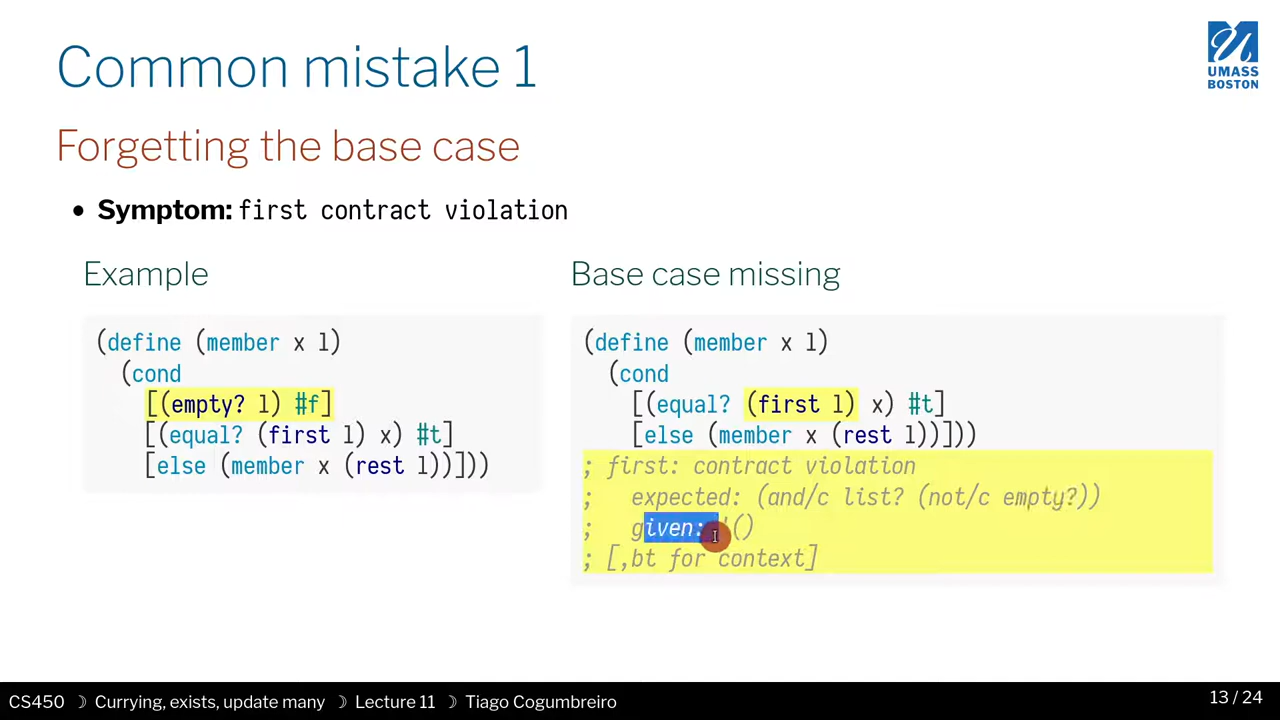 Common mistake 1
UMASS
BOSTON
Forgetting the base case
• Symptom: first contract violation
Example
(define (member x l)
(cond
[(empty? l) #f]
[(equal? (first l) x) #t]
[else (member x (rest l))]))
Base case missing
(define (member x l)
(cond
[(equal? (first l) x) #t]
[else (member x (rest l))]))
; first: contract violation
;   expected: (and/c list? (not/c empty?))
;   given: '()
; [,bt for context]
CS450 ☽ Currying, exists, update many ☽ Lecture 11 ☽ Tiago Cogumbreiro
13 / 24